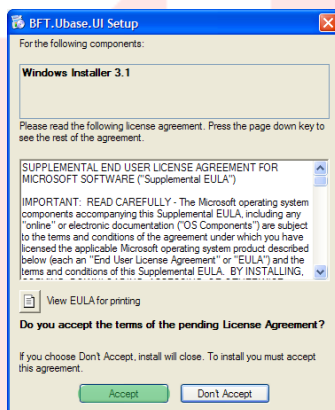 BFT.Ubase.UI Setup
For the following components:
Windows Installer 3.1
Please read the following license agreement. Press the page down key to
see the rest of the agreement.
SUPPLEMENTAL END USER LICENSE AGREEMENT FOR
MICROSOFT SOFTWARE ("Supplemental EULA")
IMPORTANT: READ CAREFULLY - The Microsoft operating system
components accompanying this Supplemental EULA, including any
"online" or electronic documentation ("OS Components") are subject
to the terms and conditions of the agreement under which you have
licensed the applicable Microsoft operating system product described
below (each an "End User License Agreement" or "EULA") and the
terms and conditions of this Supplemental EULA. BY INSTALLING,
View EULA for printing
Do you accept the terms of the pending License Agreement?
If you choose Don't Accept, install will close. To install you must accept
this agreement.
Accept
Don't Accept